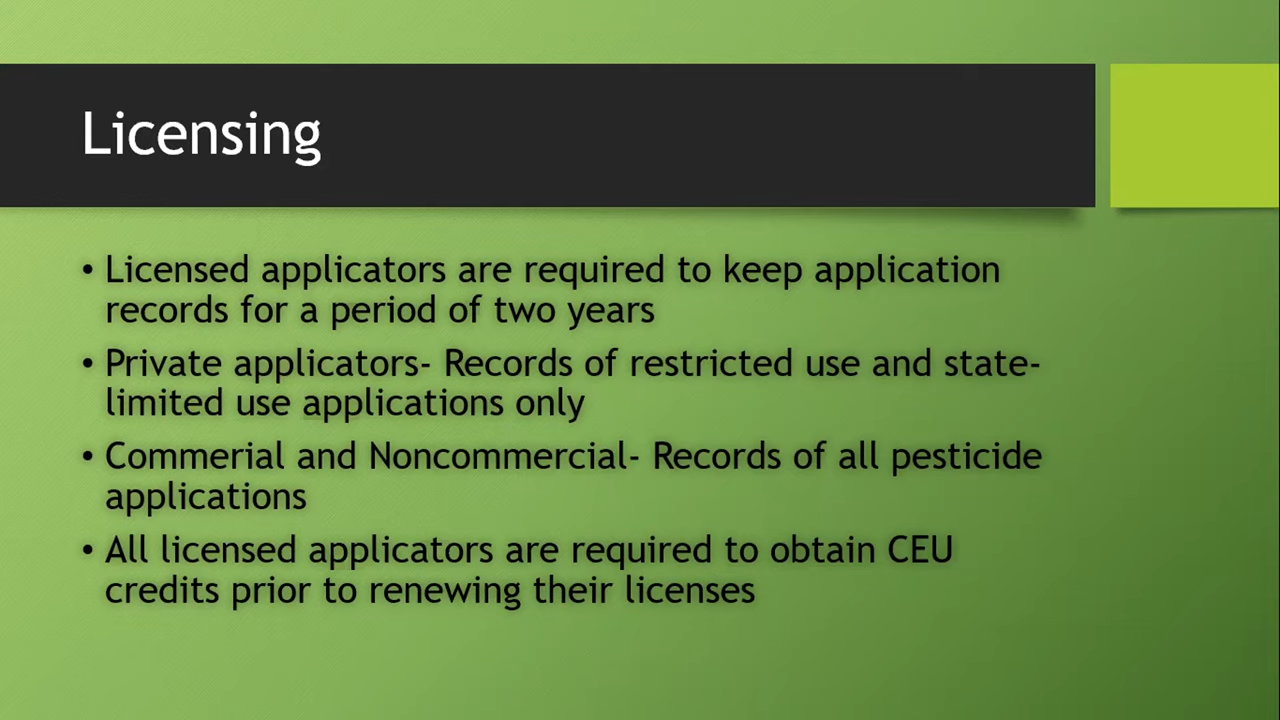 Licensing
• Licensed applicators are required to keep application
records for a period of two years
• Private applicators- Records of restricted use and state-
limited use applications only
• Commerial and Noncommercial- Records of all pesticide
applications
• All licensed applicators are required to obtain CEU
credits prior to renewing their licenses